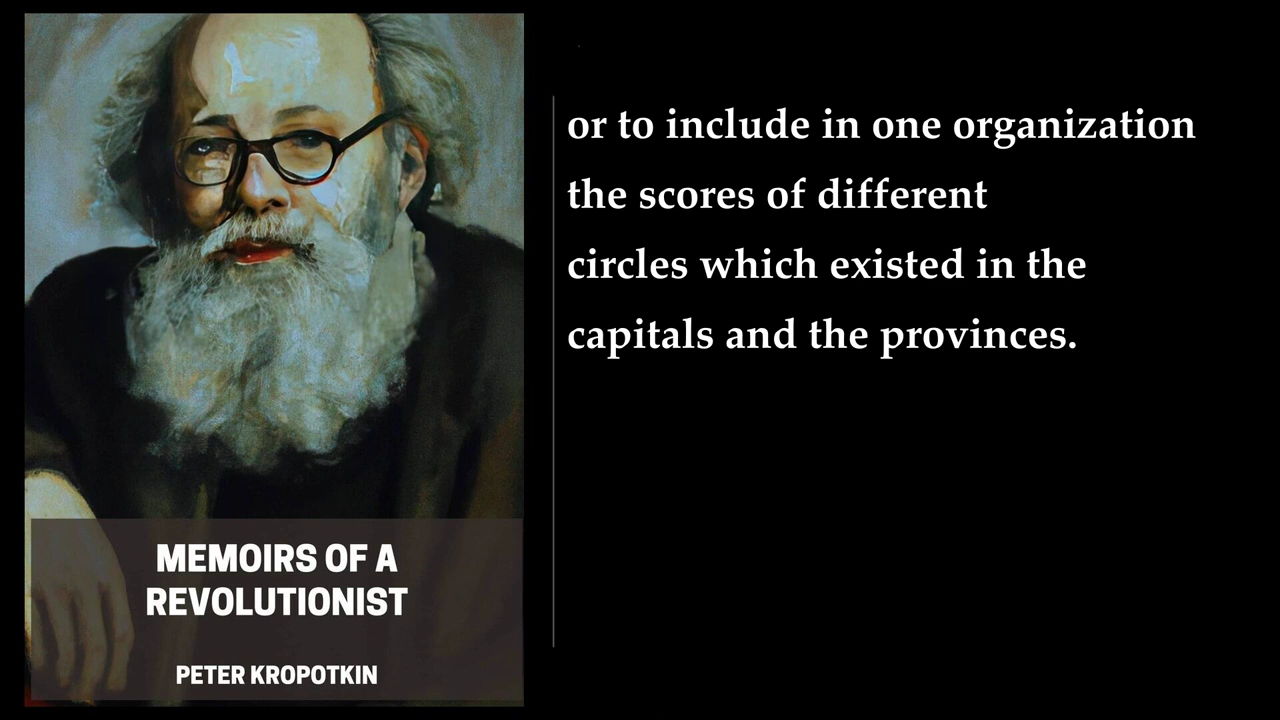 or to include in one organization
the scores of different
circles which existed in the
capitals and the provinces.
MEMOIRS OF A
REVOLUTIONIST
PETER KROPOTKIN